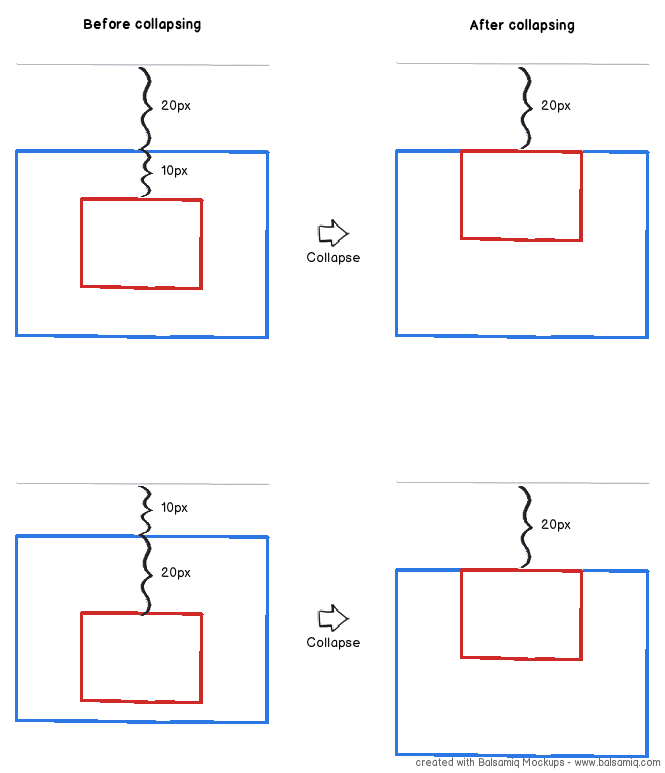 Before collapsing
After collapsing
20px
20px
10px
Collapse
10px
20px
20px
Collapse
created with Balsamiq Mockups - www.balsamiq.com